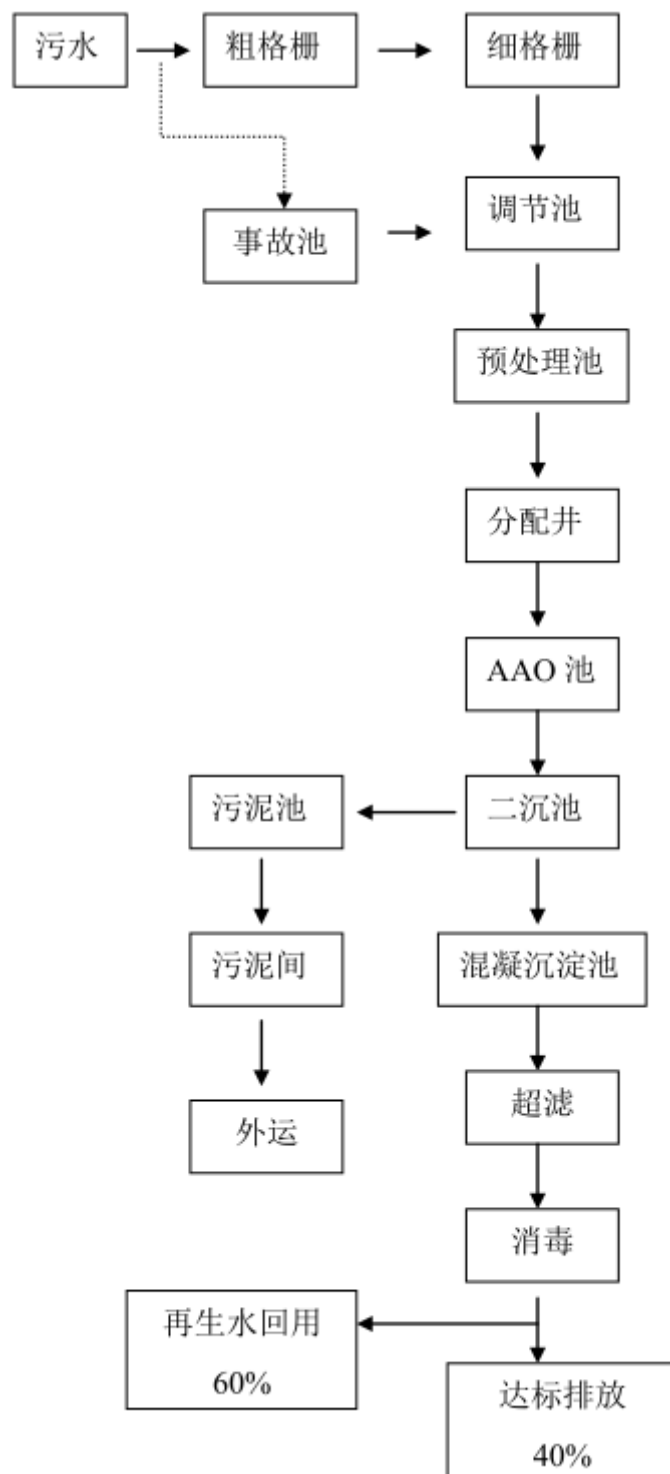 污水
粗格栅
细格栅
事故池
调节池
预处理池
分配井
AAO 池
污泥池
二沉池
污泥间
混凝沉淀池
外运
超滤
消毒
再生水回用
60%
达标排放
40%